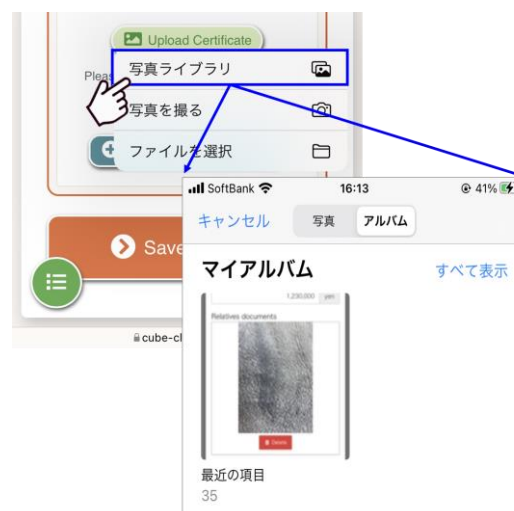 Upload Certificate
Pleas
写真ライブラリ
写真を撮る
ファイルを選択
Save
cube-cl
SoftBank
16:13
41%
キャンセル
写真
アルバム
マイアルバム
すべて表示
1,230,000 yen
Relatives documents
Delete
最近の項目
35